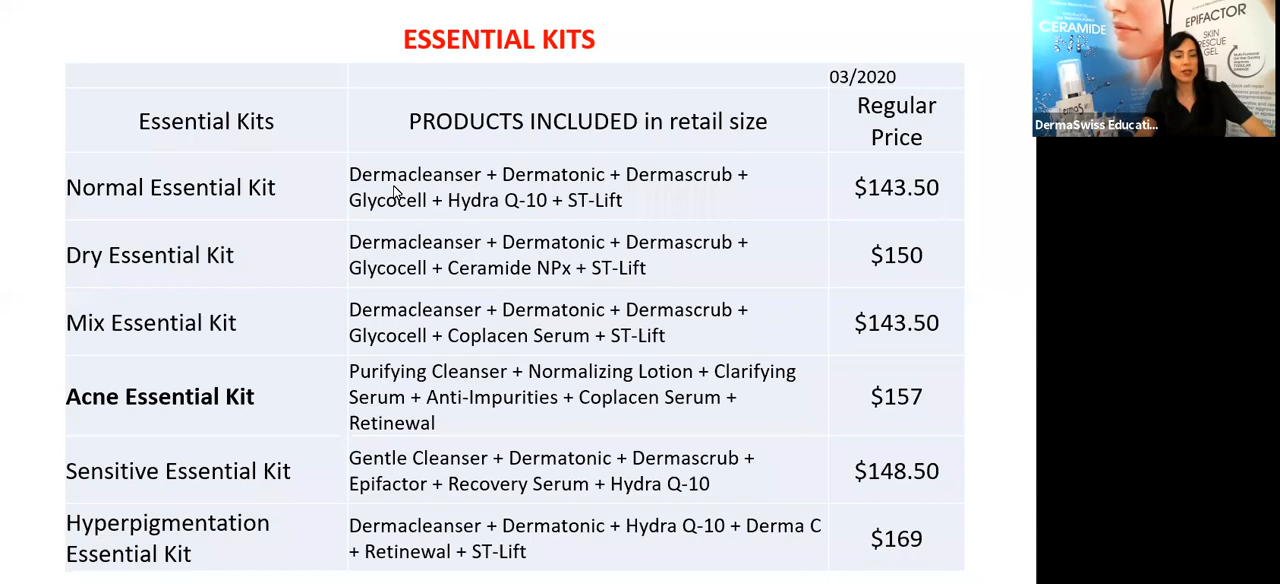 ESSENTIAL KITS
03/2020
Essential Kits
PRODUCTS INCLUDED in retail size
Regular
Price
Normal Essential Kit
Dermacleanser + Dermatonic + Dermascrub +
Glycocell + Hydra Q-10 + ST-Lift
$143.50
Dry Essential Kit
Dermacleanser + Dermatonic + Dermascrub +
Glycocell + Ceramide NPx + ST-Lift
$150
Mix Essential Kit
Dermacleanser + Dermatonic + Dermascrub +
Glycocell + Coplacen Serum + ST-Lift
$143.50
Acne Essential Kit
Purifying Cleanser + Normalizing Lotion + Clarifying
Serum + Anti-Impurities + Coplacen Serum +
Retinewal
$157
Sensitive Essential Kit
Gentle Cleanser + Dermatonic + Dermascrub +
Epifactor + Recovery Serum + Hydra Q-10
$148.50
Hyperpigmentation
Essential Kit
Dermacleanser + Dermatonic + Hydra Q-10 + Derma C
+ Retinewal + ST-Lift
$169
CERAMIDE
EPIFACTOR
SKIN
RESCUE
GEL
DermaSwiss Educati...